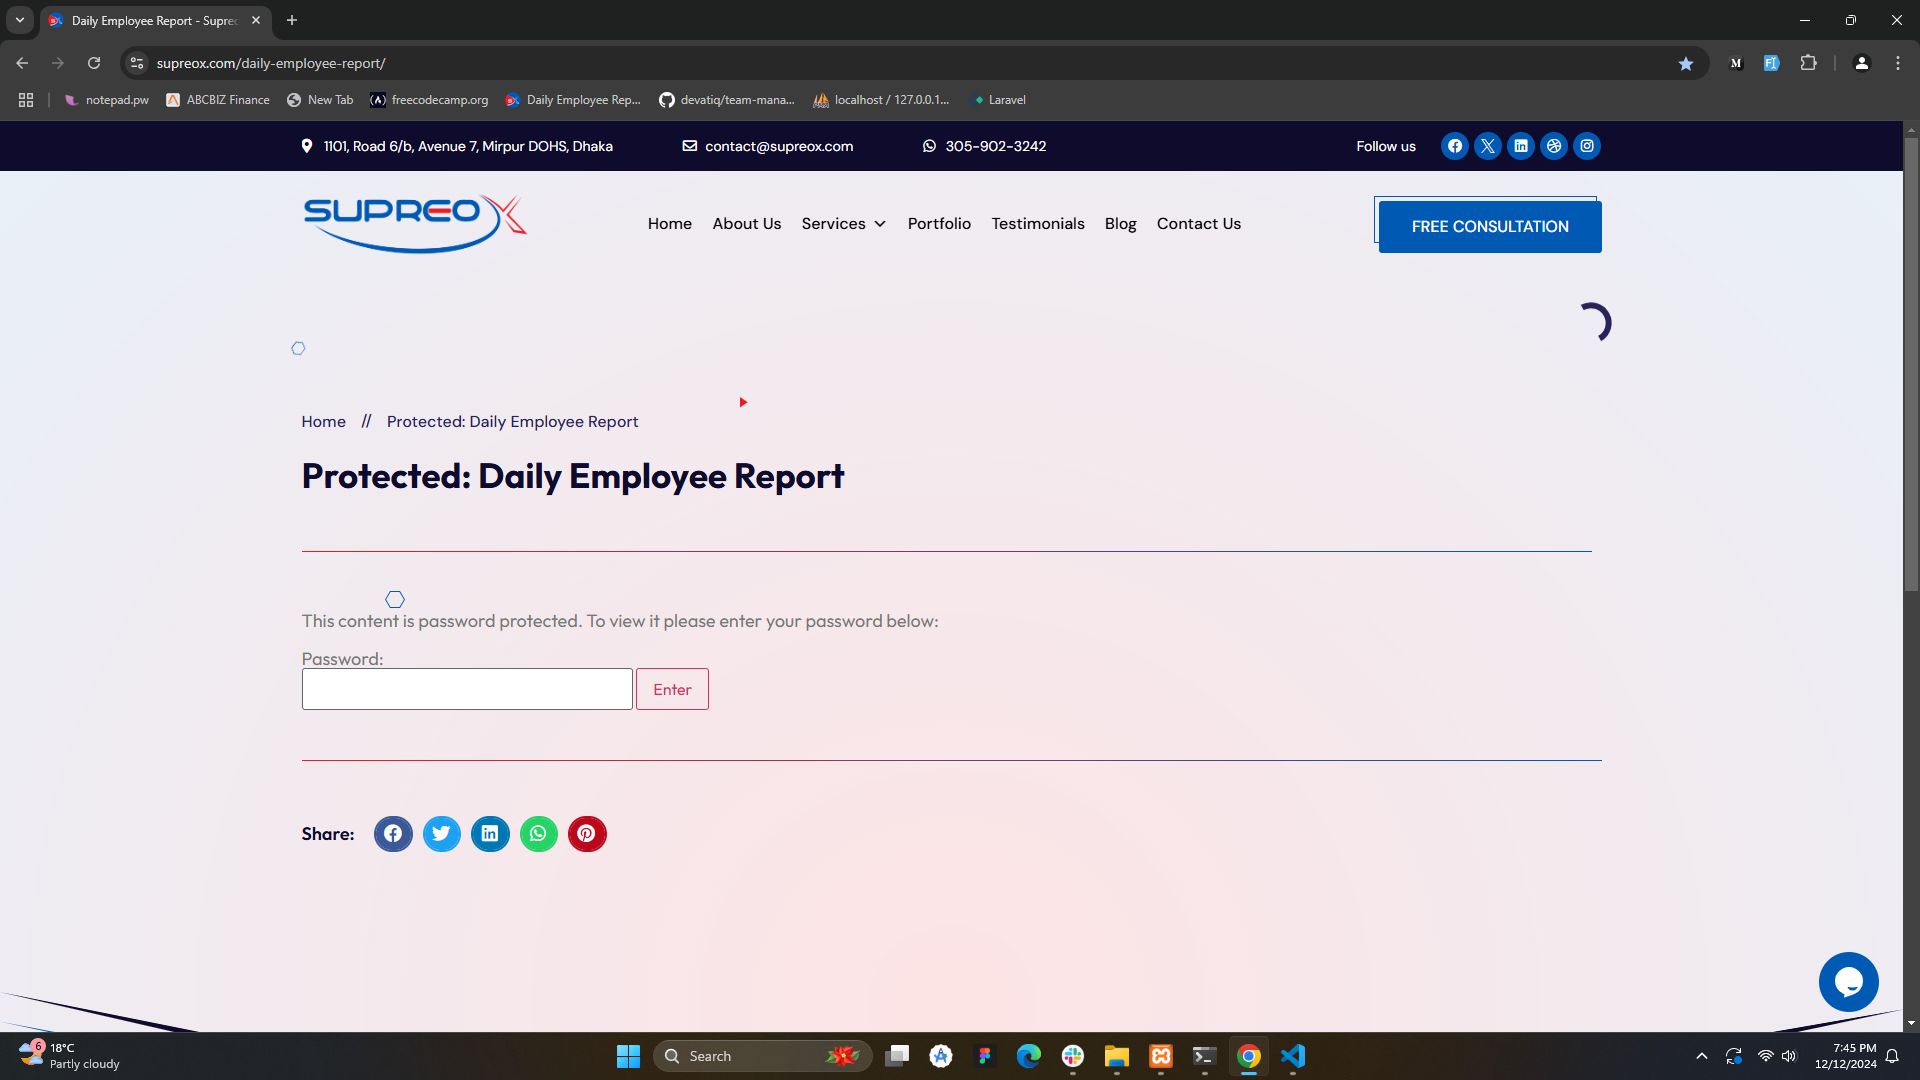 Daily Employee Report - Supreo
supreox.com/daily-employee-report/
notepad.pw
ABCBIZ Finance
New Tab
freecodecamp.org
Daily Employee Rep...
devatiq/team-mana...
localhost / 127.0.0.1...
Laravel
1101, Road 6/b, Avenue 7, Mirpur DOHS, Dhaka
contact@supreox.com
305-902-3242
Follow us
SUPREOX
Home
About Us
Services
Portfolio
Testimonials
Blog
Contact Us
FREE CONSULTATION
Home // Protected: Daily Employee Report
Protected: Daily Employee Report
This content is password protected. To view it please enter your password below:
Password:
Enter
Share:
6
18°C
Partly cloudy
Search
7:45 PM
12/12/2024